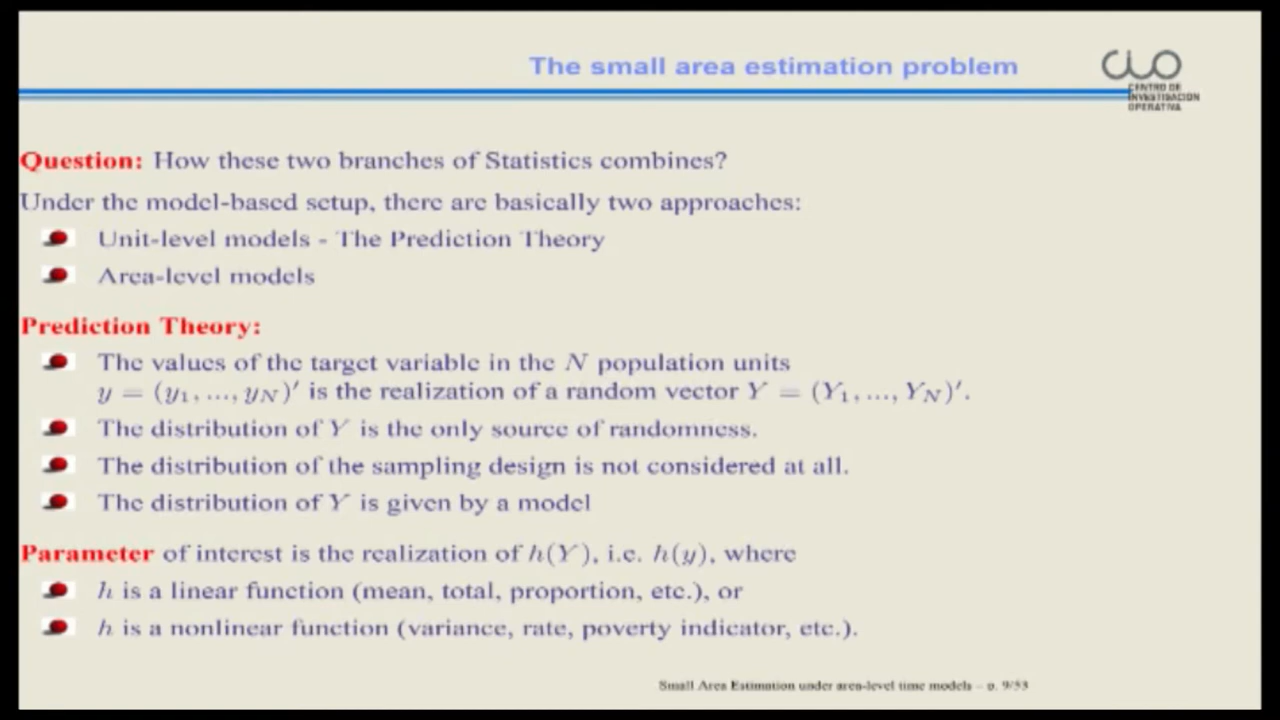 The small area estimation problem
CIO
CENTRO DE
INVESTIGACION
OPERATIVA
Question: How these two branches of Statistics combines?
Under the model-based setup, there are basically two approaches:
Unit-level models - The Prediction Theory
Area-level models
Prediction Theory:
The values of the target variable in the N population units
y = (y₁, ..., y_N)′ is the realization of a random vector Y = (Y₁, ..., Y_N)′.
The distribution of Y is the only source of randomness.
The distribution of the sampling design is not considered at all.
The distribution of Y is given by a model
Parameter of interest is the realization of h(Y), i.e. h(y), where
h is a linear function (mean, total, proportion, etc.), or
h is a nonlinear function (variance, rate, poverty indicator, etc.).
Small Area Estimation under area-level time models – p. 9/53